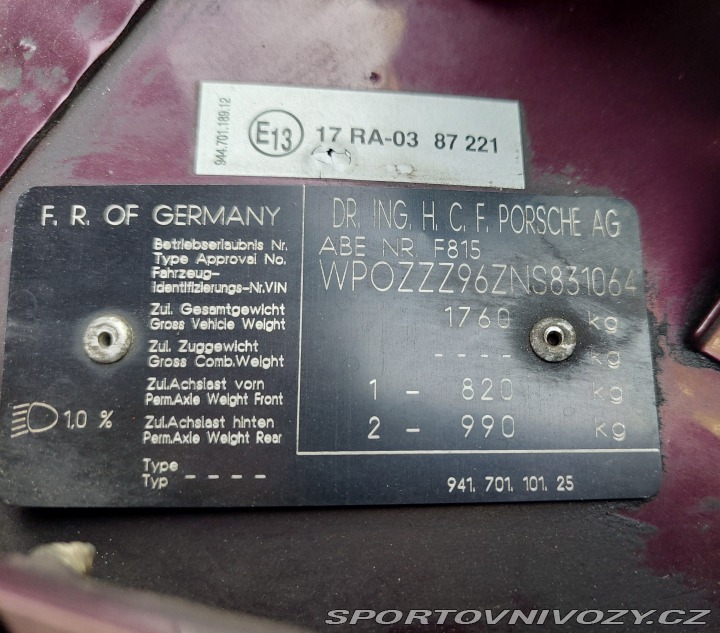 944.701.189.12
E13 17 RA-03 87 221
F. R. OF GERMANY
DR. ING. H. C. F. PORSCHE AG
Betriebserlaubnis Nr.
Type Approval No.
ABE NR. F815
Fahrzeug-
Identifizierungs-Nr.VIN
WP0ZZZ96ZNS831064
Zul. Gesamtgewicht
Gross Vehicle Weight
1760 kg
Zul. Zuggewicht
Gross Comb.Weight
---- kg
Zul.Achslast vorn
Perm.Axle Weight Front
1 - 820 kg
1,0 %
Zul.Achslast hinten
Perm.Axle Weight Rear
2 - 990 kg
Type
Typ ----
941. 701. 101. 25
SPORTOVNIVOZY.CZ